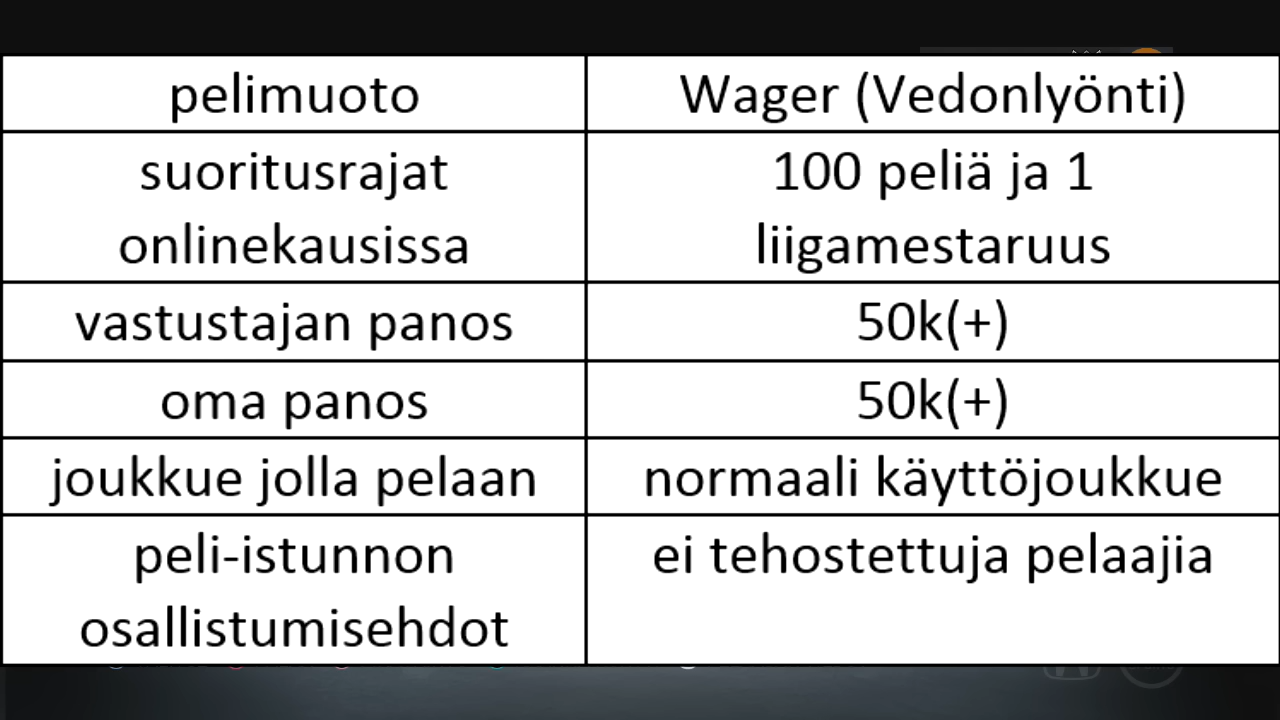 pelimuoto
Wager (Vedonlyönti)
suoritusrajat
onlinekausissa
100 peliä ja 1
liigamestaruus
vastustajan panos
50k(+)
oma panos
50k(+)
joukkue jolla pelaan
normaali käyttöjoukkue
peli-istunnon
osallistumisehdot
ei tehostettuja pelaajia